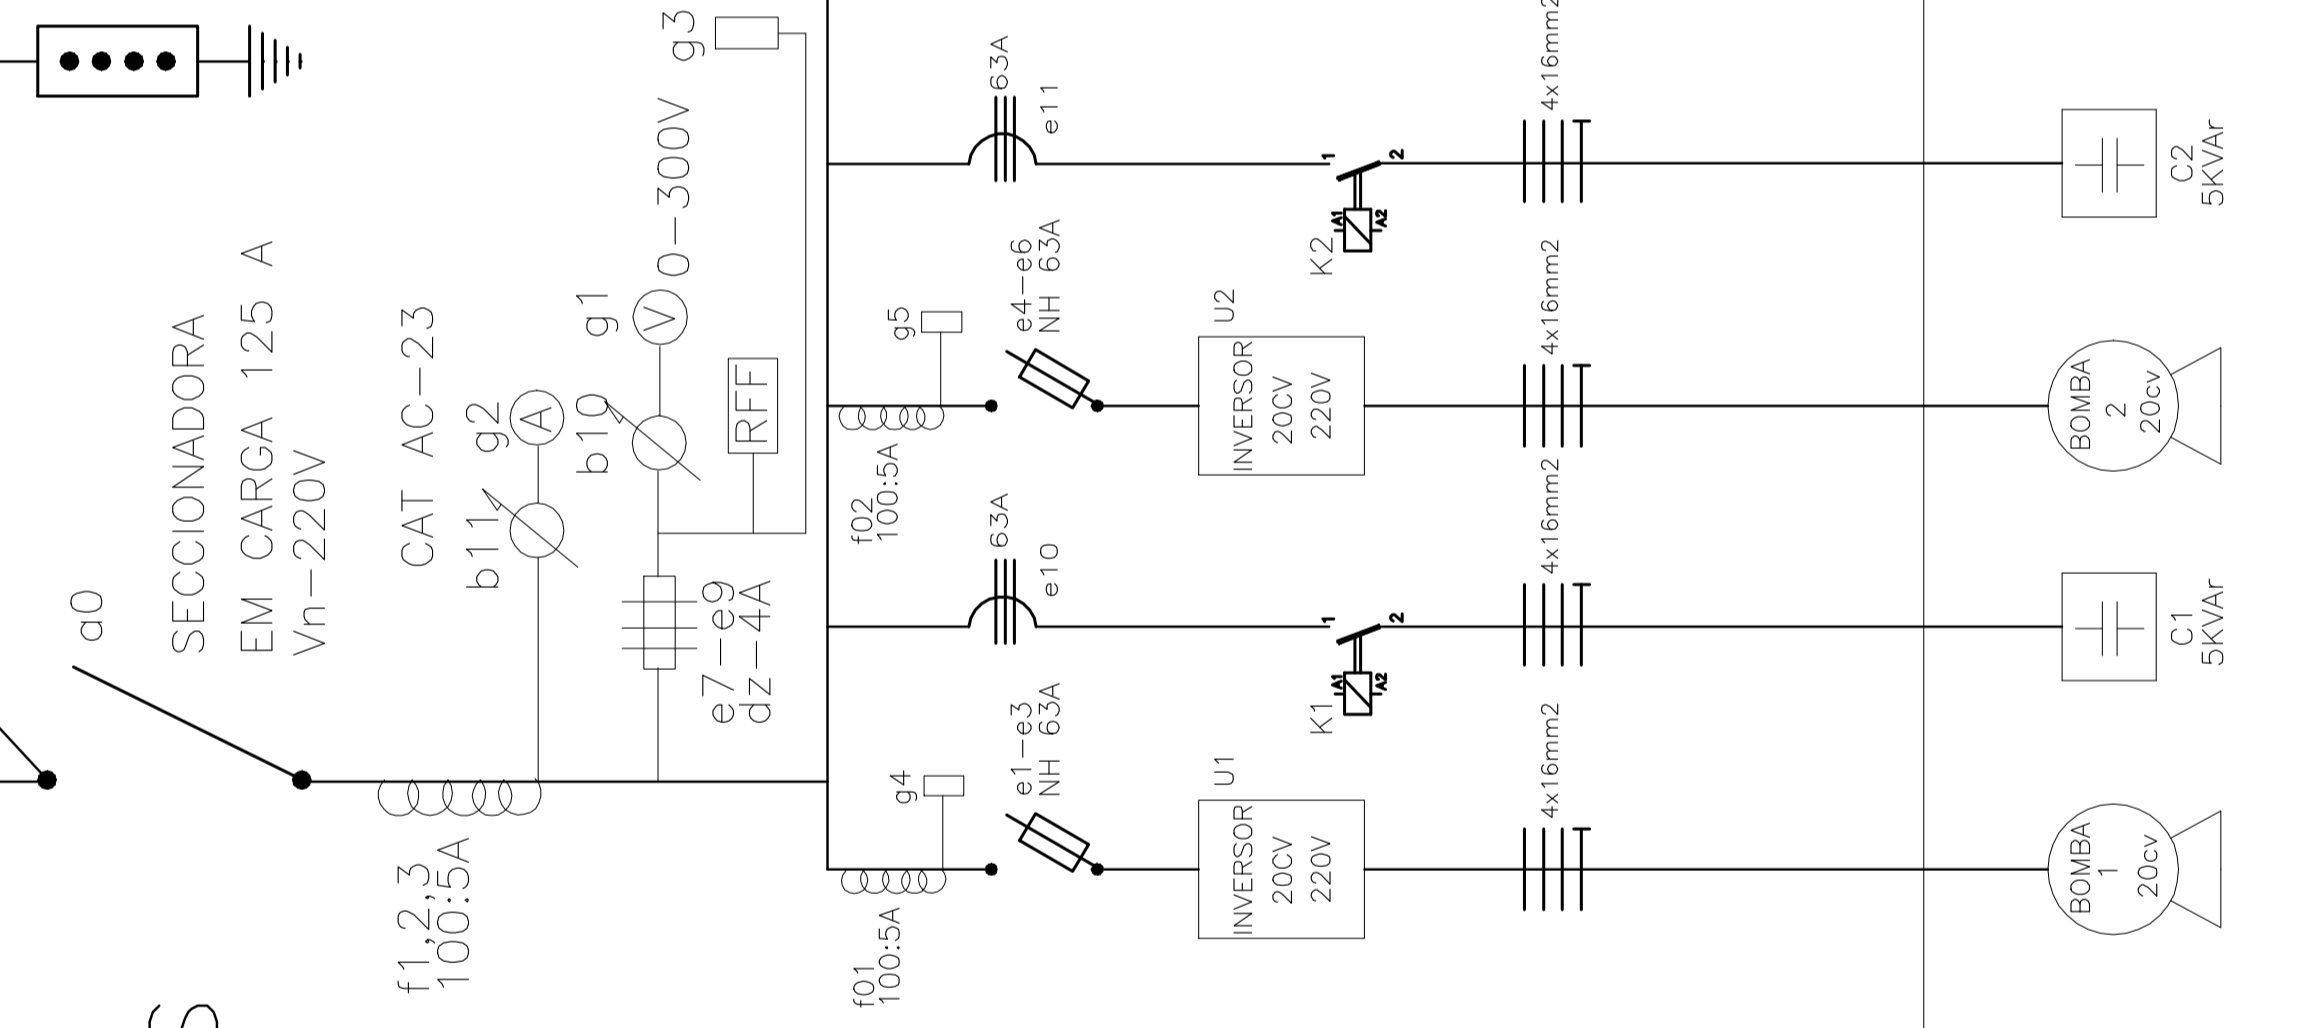 a0
SECCIONADORA
EM CARGA 125 A
Vn-220V
CAT AC-23
f1,2,3
100:5A
b11
g2
A
b10
g1
V
0-300V
g3
RFF
e7-e9
dz-4A
f01
100:5A
g4
e1-e3
NH 63A
U1
INVERSOR
20CV
220V
4x16mm2
BOMBA
1
20cv
63A
e10
K1
A1
A2
1
2
4x16mm2
C1
5KVAr
f02
100:5A
g5
e4-e6
NH 63A
U2
INVERSOR
20CV
220V
4x16mm2
BOMBA
2
20cv
63A
e11
K2
A1
A2
1
2
4x16mm2
C2
5KVAr